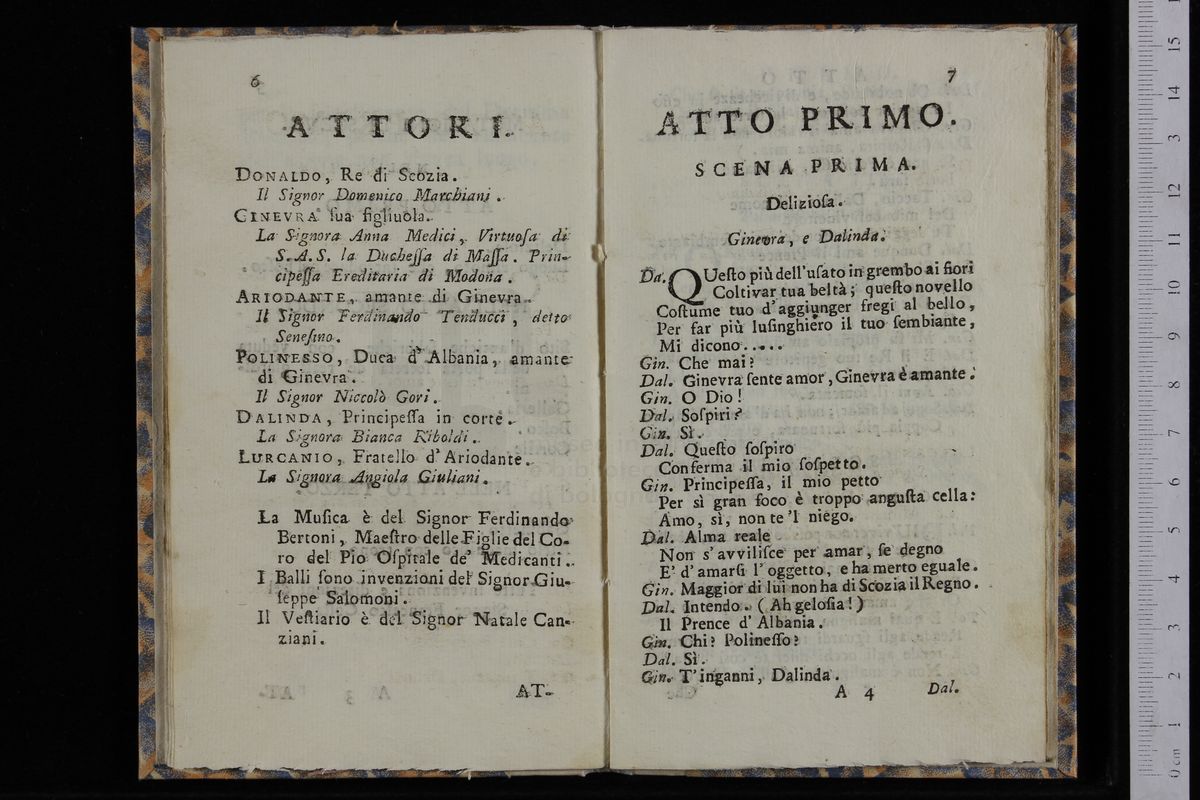 6
ATTORI.
DONALDO, Re di Scozia.
Il Signor Domenico Marchiani.
GINEVRA ſua figliuola.
La Signora Anna Medici, Virtuoſa di
S. A. S. la Ducheſſa di Maſſa. Prin-
cipeſſa Ereditaria di Modona.
ARIODANTE, amante di Ginevra.
Il Signor Ferdinando Tenducci, detto
Seneſino.
POLINESSO, Duca d'Albania, amante
di Ginevra.
Il Signor Niccolò Gori.
DALINDA, Principeſſa in corte.
La Signora Bianca Riboldi.
LURCANIO, Fratello d'Ariodante.
La Signora Angiola Giuliani.
La Muſica è del Signor Ferdinando
Bertoni, Maeſtro delle Figlie del Co-
ro del Pio Oſpitale de' Medicanti.
I Balli ſono invenzioni del Signor Giu-
ſeppe Salomoni.
Il Veſtiario è del Signor Natale Can-
ziani.
AT-
7
ATTO PRIMO.
SCENA PRIMA.
Delizioſa.
Ginevra, e Dalinda.
Da. QUeſto più dell'uſato in grembo ai fiori
Coltivar tua beltà; queſto novello
Coſtume tuo d'aggiunger fregi al bello,
Per far più luſinghiero il tuo ſembiante,
Mi dicono.....
Gin. Che mai?
Dal. Ginevra ſente amor, Ginevra è amante.
Gin. O Dio!
Dal. Soſpiri?
Gin. Sì.
Dal. Queſto ſoſpiro
Conferma il mio ſoſpetto.
Gin. Principeſſa, il mio petto
Per sì gran foco è troppo anguſta cella:
Amo, sì, non te 'l niego.
Dal. Alma reale
Non s'avviliſce per amar, ſe degno
E' d'amarſi l'oggetto, e ha merto eguale.
Gin. Maggior di lui non ha di Scozia il Regno.
Dal. Intendo. (Ah geloſia!)
Il Prence d'Albania.
Gin. Chi? Polineſſo?
Dal. Sì.
Gin. T'inganni, Dalinda.
A 4
Dal.